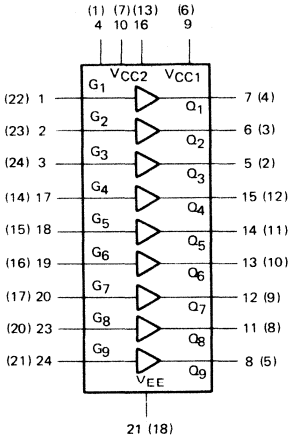 (1) (7) (13) (6)
4 10 16 9
VCC2 VCC1
(22) 1 G1 Q1 7 (4)
(23) 2 G2 Q2 6 (3)
(24) 3 G3 Q3 5 (2)
(14) 17 G4 Q4 15 (12)
(15) 18 G5 Q5 14 (11)
(16) 19 G6 Q6 13 (10)
(17) 20 G7 Q7 12 (9)
(20) 23 G8 Q8 11 (8)
(21) 24 G9 Q9 8 (5)
VEE
21 (18)